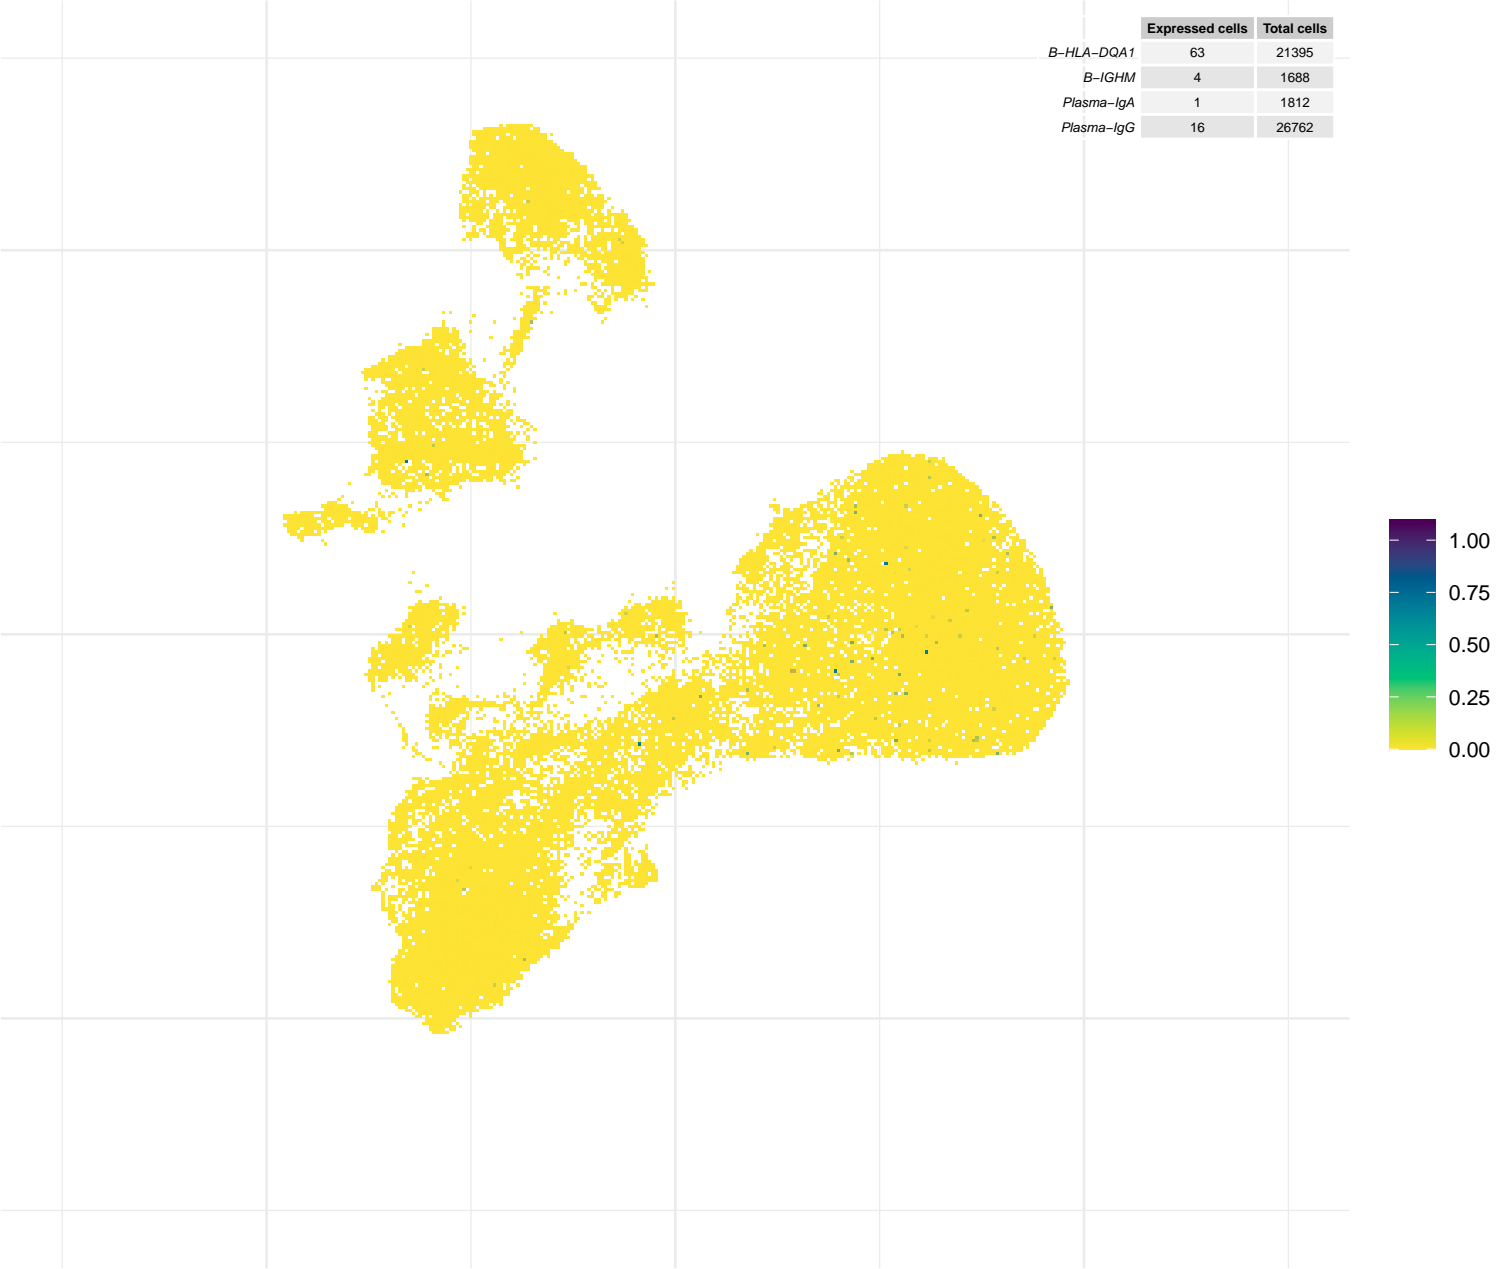 Expressed cells Total cells
B−HLA−DQA1 63 21395
B−IGHM 4 1688
Plasma−IgA 1 1812
Plasma−IgG 16 26762
1.00
0.75
0.50
0.25
0.00